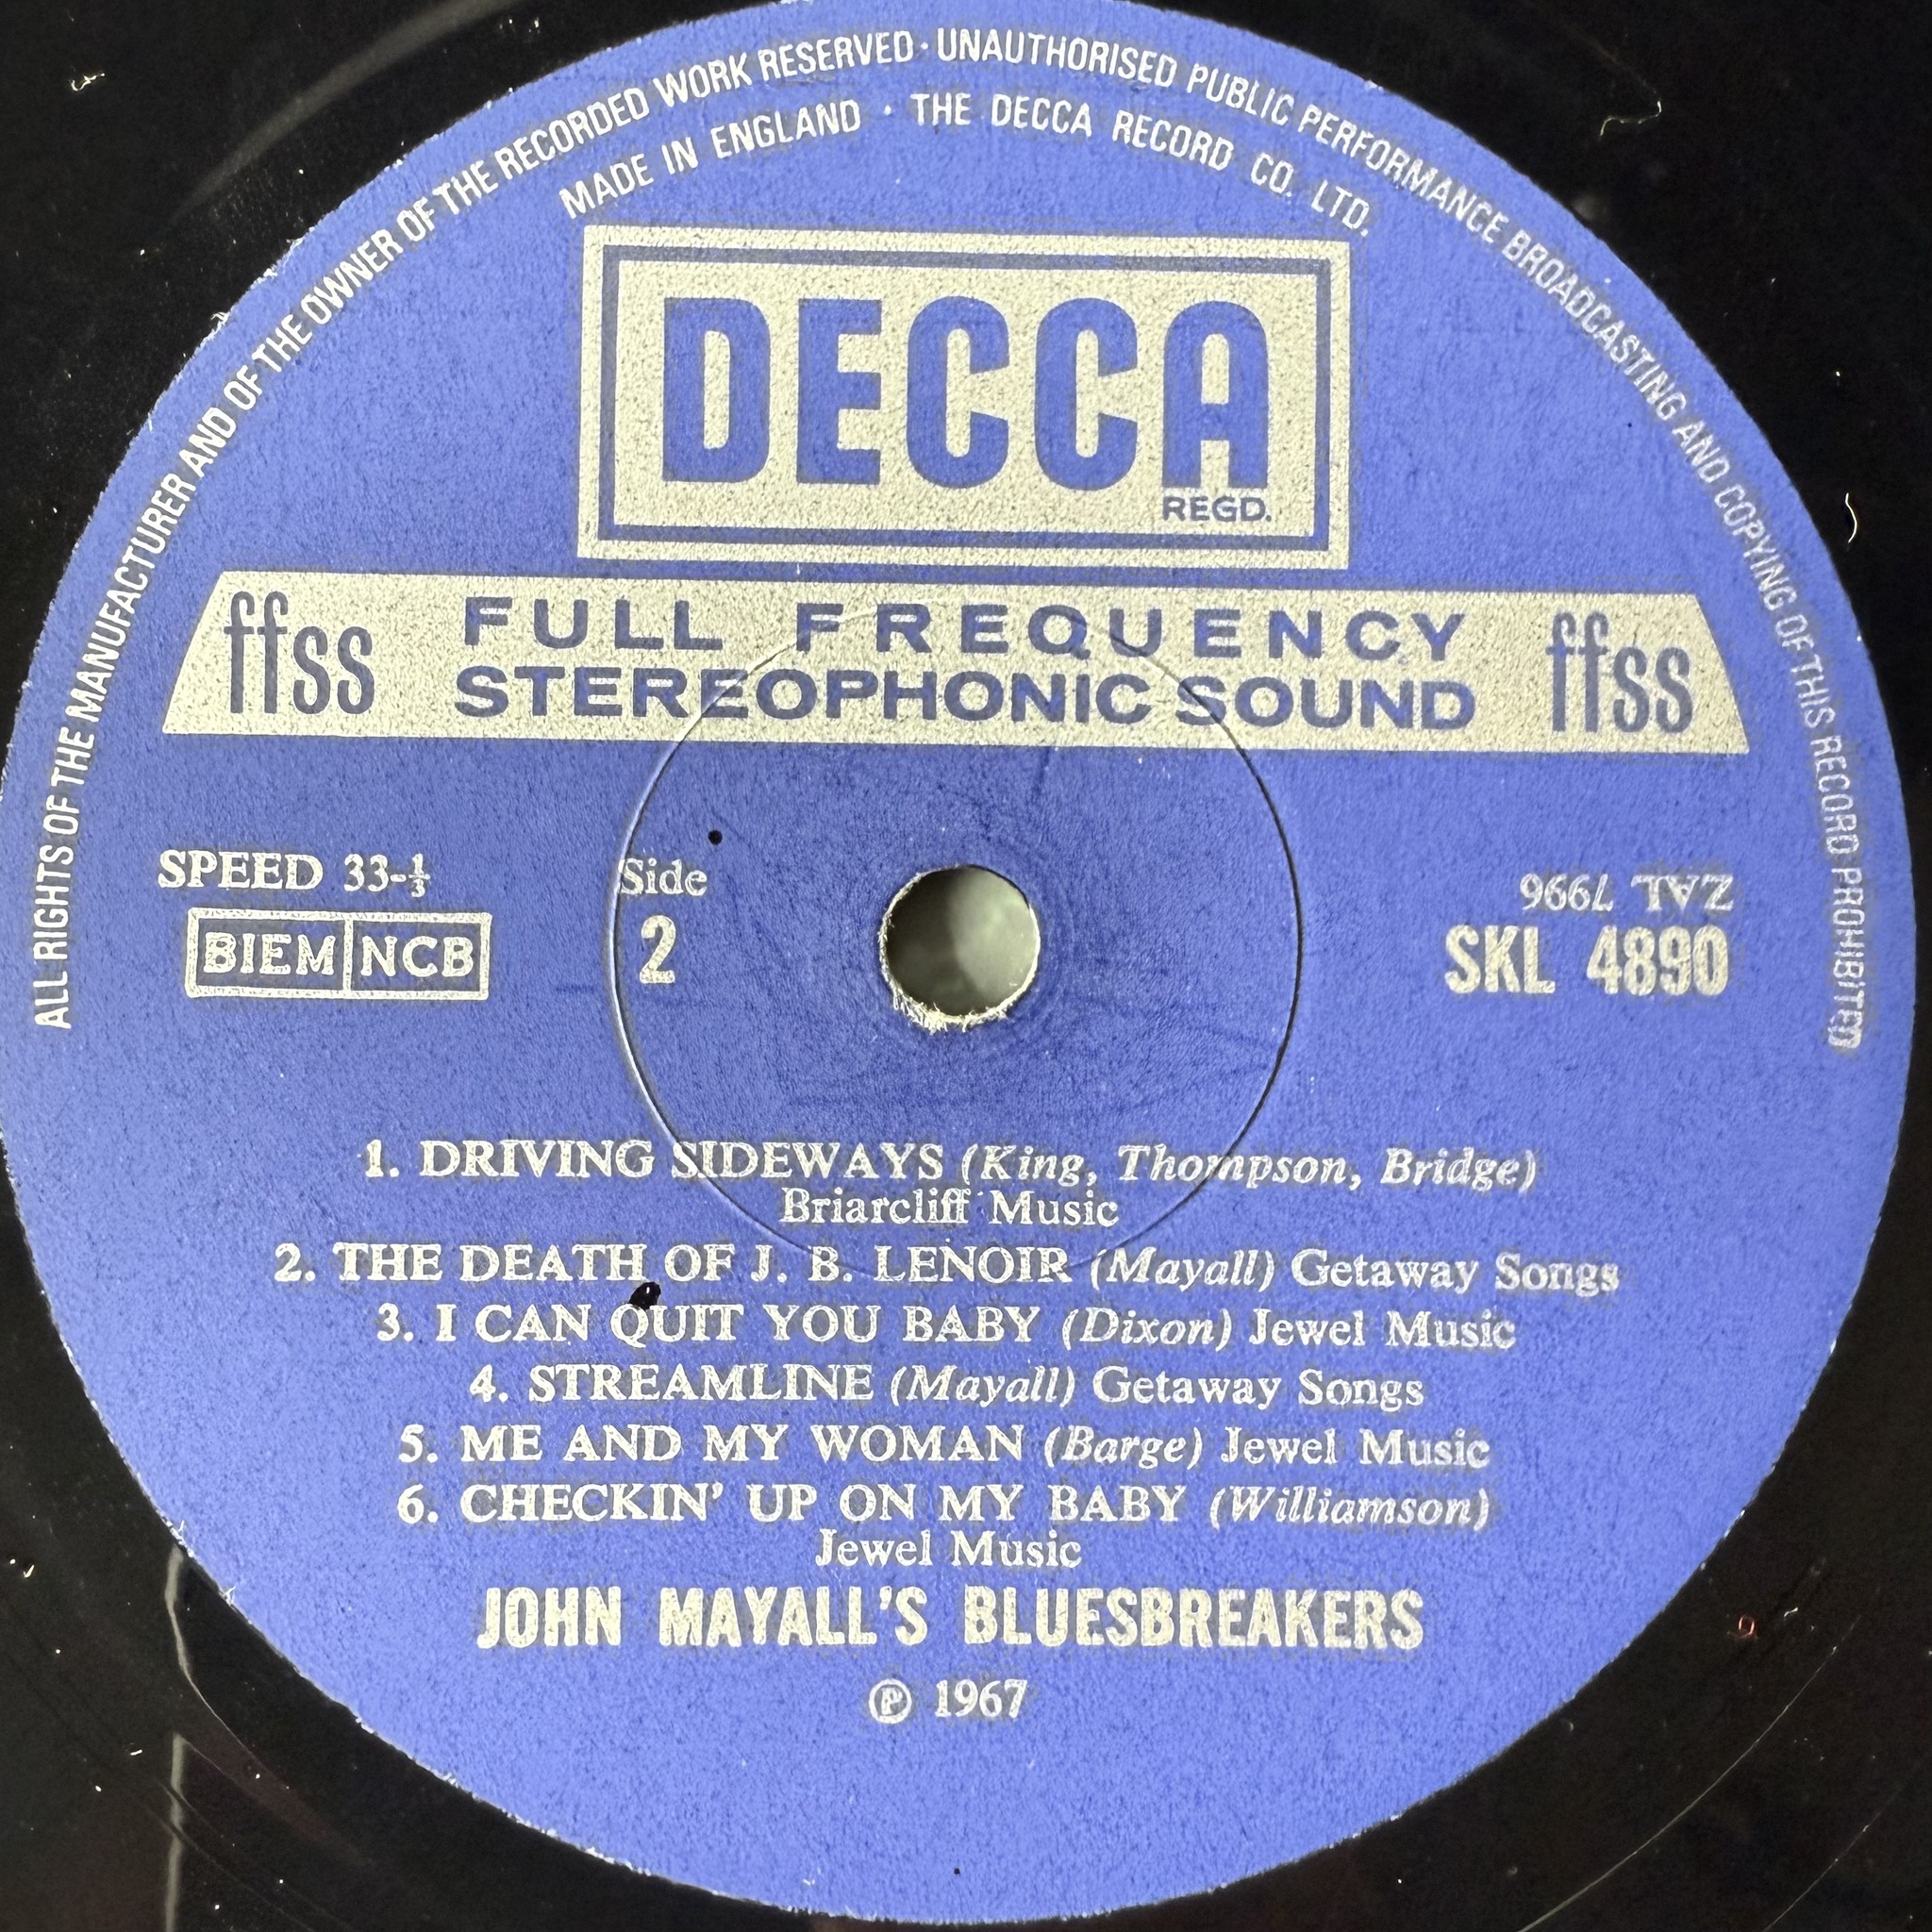 ALL RIGHTS OF THE MANUFACTURER AND OF THE OWNER OF THE RECORDED WORK RESERVED · UNAUTHORISED PUBLIC PERFORMANCE BROADCASTING AND COPYING OF THIS RECORD PROHIBITED
MADE IN ENGLAND · THE DECCA RECORD CO. LTD.
DECCA
REGD.
ffss FULL FREQUENCY STEREOPHONIC SOUND ffss
SPEED 33-⅓
BIEM NCB
Side
2
ZAL 7996
SKL 4890
1. DRIVING SIDEWAYS (King, Thompson, Bridge)
Briarcliff Music
2. THE DEATH OF J. B. LENOIR (Mayall) Getaway Songs
3. I CAN QUIT YOU BABY (Dixon) Jewel Music
4. STREAMLINE (Mayall) Getaway Songs
5. ME AND MY WOMAN (Barge) Jewel Music
6. CHECKIN' UP ON MY BABY (Williamson)
Jewel Music
JOHN MAYALL'S BLUESBREAKERS
℗ 1967